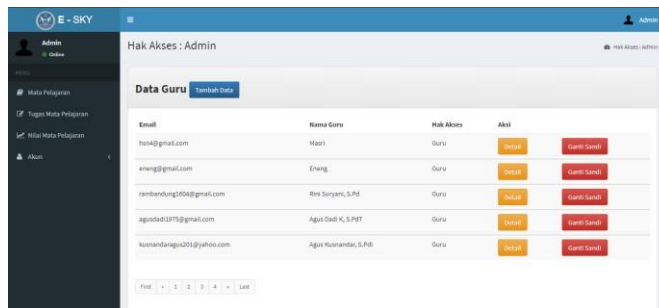 E - SKY
Admin
Admin
Online
Hak Akses : Admin
Hak Akses : Admin
MENU
Mata Pelajaran
Tugas Mata Pelajaran
Nilai Mata Pelajaran
Akun
Data Guru Tambah Data
Email Nama Guru Hak Akses Aksi
hon4@gmail.com Masri Guru Detail Ganti Sandi
eneng@gmail.com Eneng Guru Detail Ganti Sandi
rainbandung1604@gmail.com Rini Suryani, S.Pd Guru Detail Ganti Sandi
agusdadi1975@gmail.com Agus Dadi K, S.PdT Guru Detail Ganti Sandi
kusnandaragus201@yahoo.com Agus Kusnandar, S.PdI Guru Detail Ganti Sandi
First « 1 2 3 4 » Last